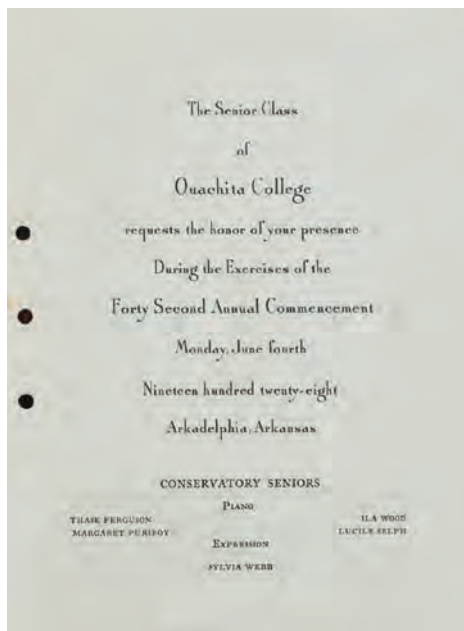 The Senior Class
of
Ouachita College
requests the honor of your presence
During the Exercises of the
Forty Second Annual Commencement
Monday, June fourth
Nineteen hundred twenty-eight
Arkadelphia, Arkansas
CONSERVATORY SENIORS
PIANO
THASE FERGUSON ILA WOOD
MARGARET PURIFOY LUCILE SELPH
EXPRESSION
SYLVIA WEBB